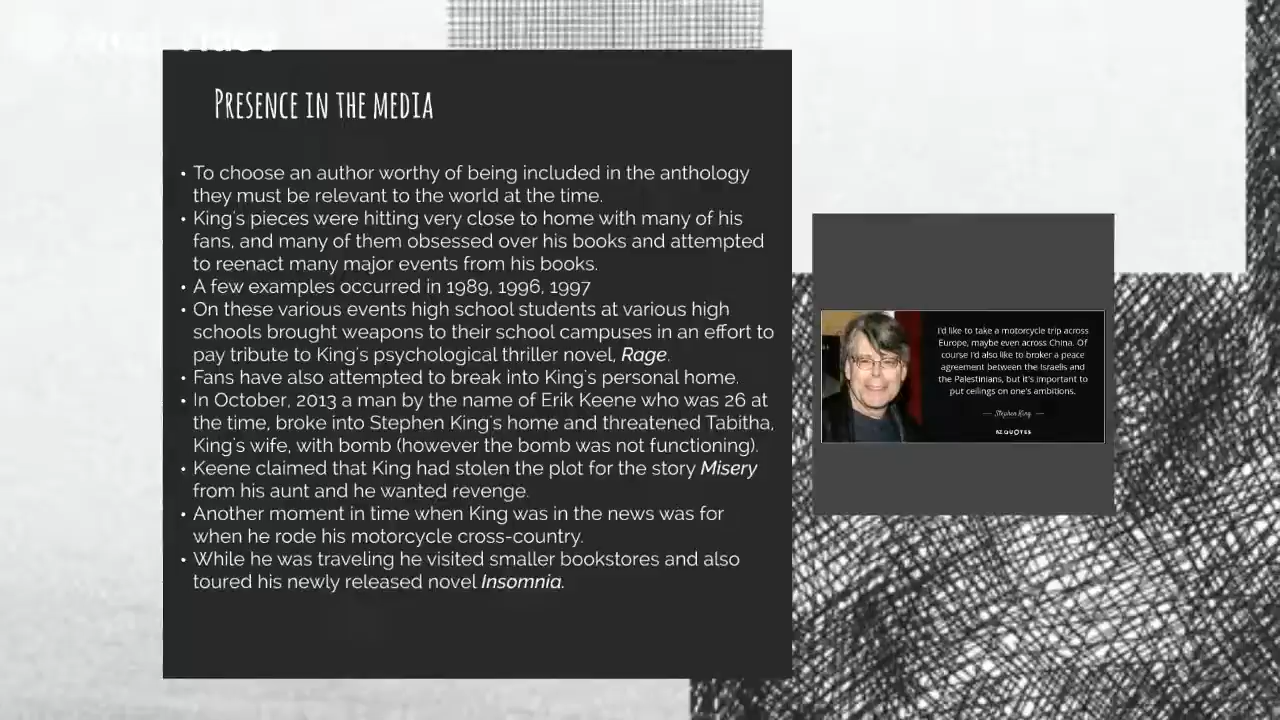 Presence in the media
• To choose an author worthy of being included in the anthology
they must be relevant to the world at the time.
• King's pieces were hitting very close to home with many of his
fans, and many of them obsessed over his books and attempted
to reenact many major events from his books.
• A few examples occurred in 1989, 1996, 1997
• On these various events high school students at various high
schools brought weapons to their school campuses in an effort to
pay tribute to King's psychological thriller novel, Rage.
• Fans have also attempted to break into King's personal home.
• In October, 2013 a man by the name of Erik Keene who was 26 at
the time, broke into Stephen King's home and threatened Tabitha,
King's wife, with bomb (however the bomb was not functioning).
• Keene claimed that King had stolen the plot for the story Misery
from his aunt and he wanted revenge.
• Another moment in time when King was in the news was for
when he rode his motorcycle cross-country.
• While he was traveling he visited smaller bookstores and also
toured his newly released novel Insomnia.
I'd like to take a motorcycle trip across
Europe, maybe even across China. Of
course I'd also like to broker a peace
agreement between the Israelis and
the Palestinians, but it's important to
put ceilings on one's ambitions.
— Stephen King —
AZ QUOTES